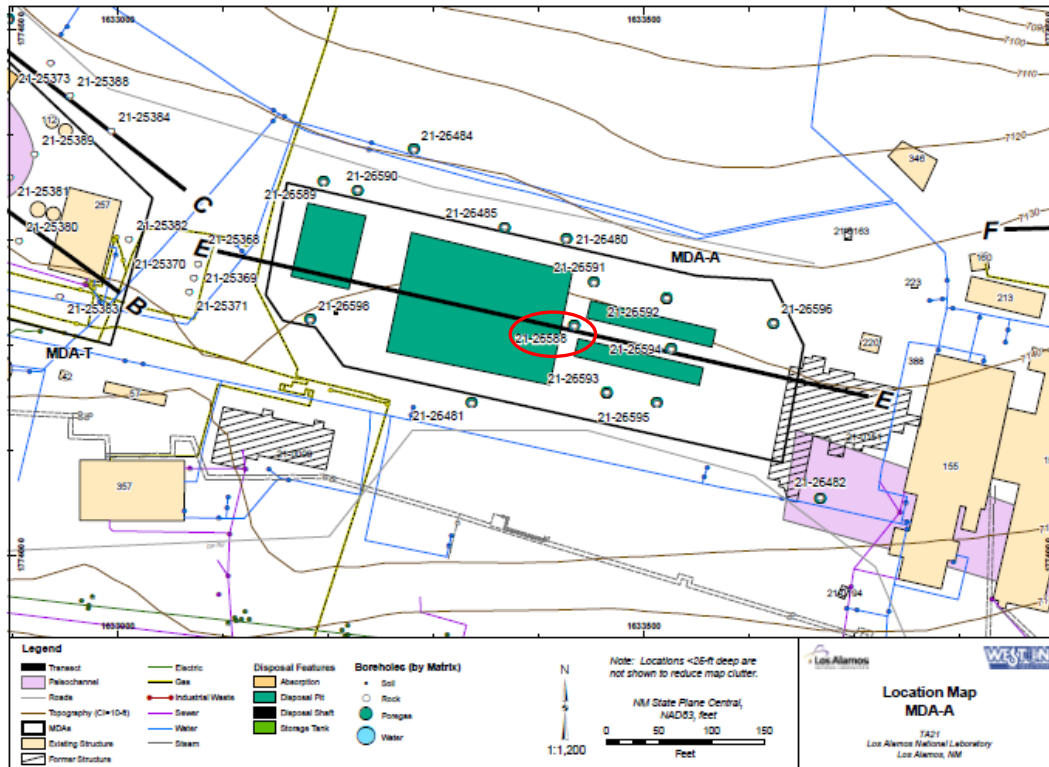 1633000
1633500
1774800
7100
7110
7120
7130
21-25373
21-25388
21-25384
112
21-25389
21-25381
21-25380
257
21-25382
21-25370
21-25383
21-25368
21-25369
21-25371
C
E
B
MDA-T
42
57
357
21-26484
21-26590
21-26589
21-26485
21-26480
MDA-A
21-26591
21-26592
21-26596
21-26598
21-26588
21-26594
21-26593
21-26595
21-26481
E'
21-26482
346
F
223
160
213
220
388
155
Legend
Transect
Paleochannel
Roads
Topography (CI=10-ft)
MDAs
Existing Structure
Former Structure
Electric
Gas
Industrial Waste
Sewer
Water
Steam
Disposal Features
Absorption
Disposal Pit
Disposal Shaft
Storage Tank
Boreholes (by Matrix)
Soil
Rock
Poregas
Water
N
1:1,200
Note: Locations <25-ft deep are
not shown to reduce map clutter.
NM State Plane Central,
NAD83, feet
0 50 100 150
Feet
Los Alamos
WESTON
Location Map
MDA-A
TA21
Los Alamos National Laboratory
Los Alamos, NM